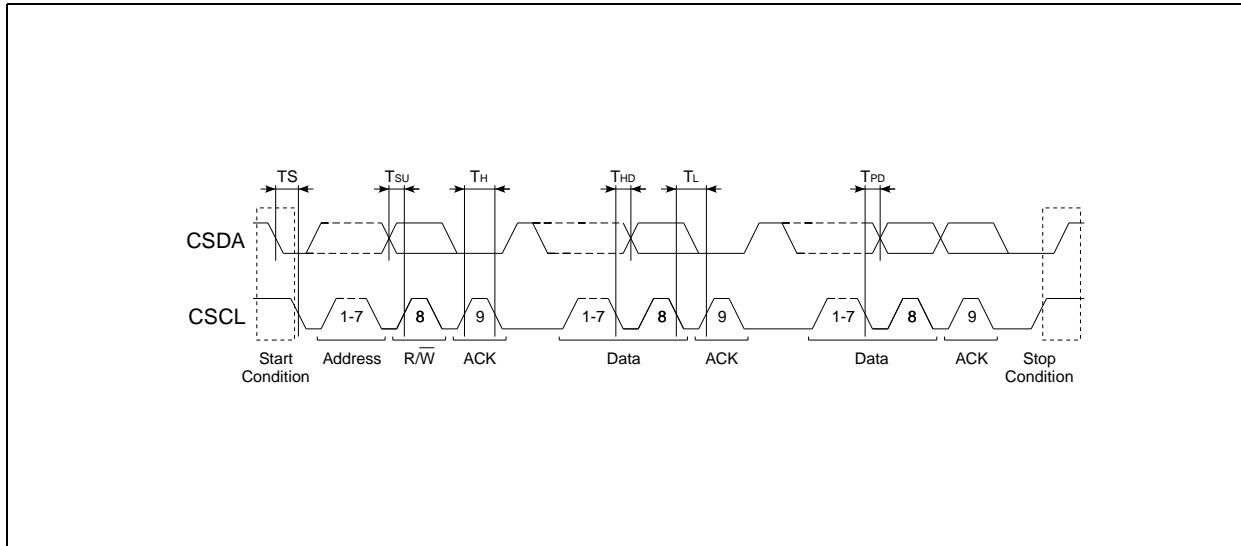 TS TSU TH THD TL TPD
CSDA
CSCL 1-7 8 9 1-7 8 9 1-7 8 9
Start Condition Address R/W̅ ACK Data ACK Data ACK Stop Condition